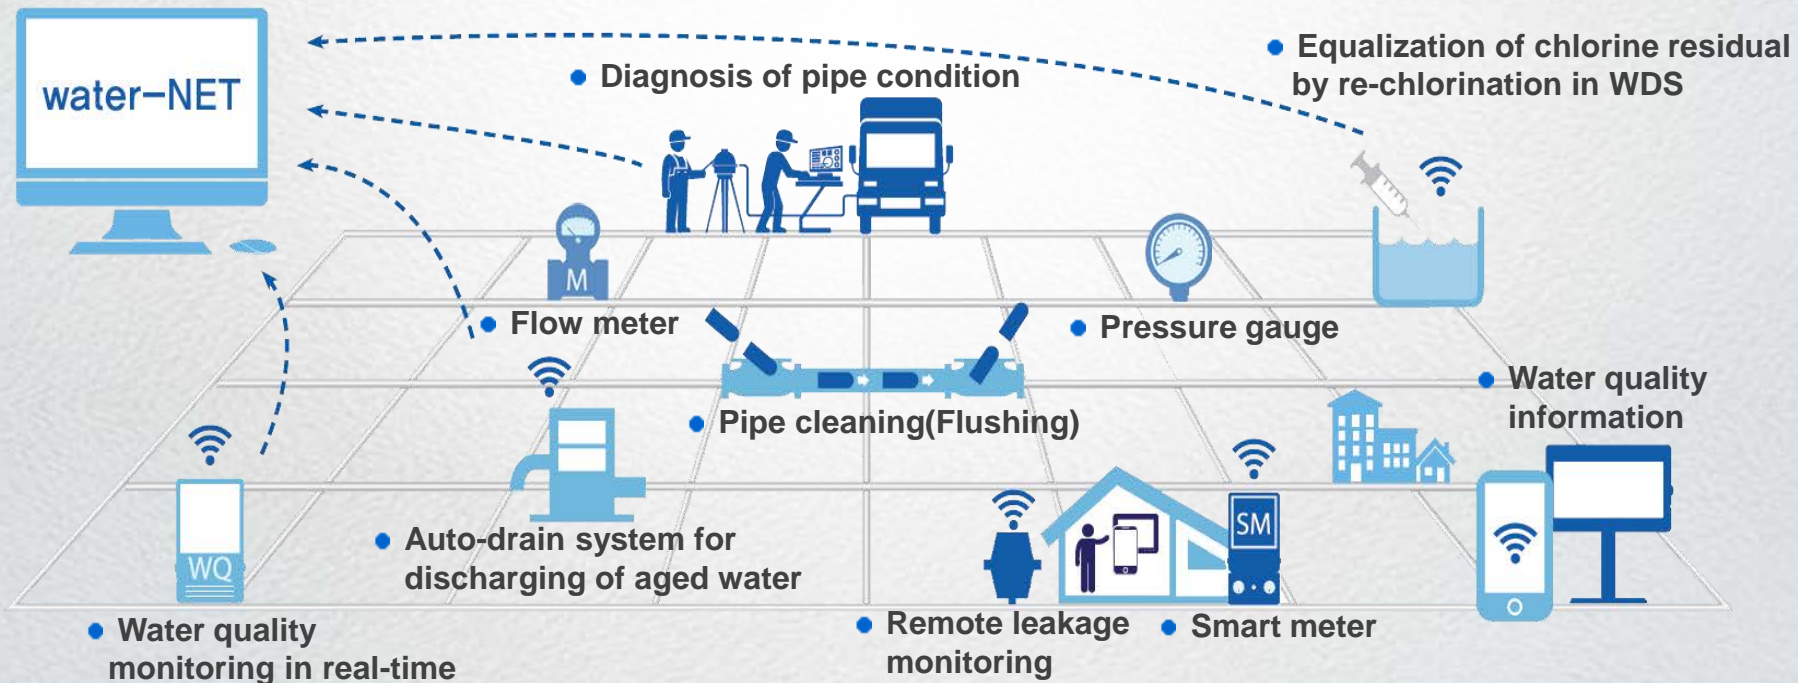 water-NET
• Diagnosis of pipe condition
• Equalization of chlorine residual
by re-chlorination in WDS
M
• Flow meter
• Pressure gauge
• Pipe cleaning(Flushing)
• Water quality
information
WQ
• Auto-drain system for
discharging of aged water
SM
• Water quality
monitoring in real-time
• Remote leakage
monitoring
• Smart meter